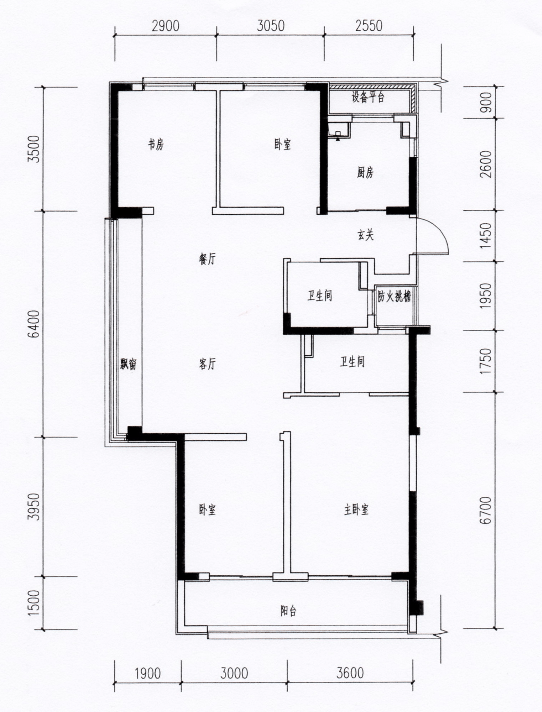 2900
3050
2550
设备平台
900
3500
书房
卧室
厨房
2600
玄关
1450
餐厅
卫生间
防火挑檐
1950
6400
飘窗
客厅
卫生间
1750
3950
卧室
主卧室
6700
1500
阳台
1900
3000
3600